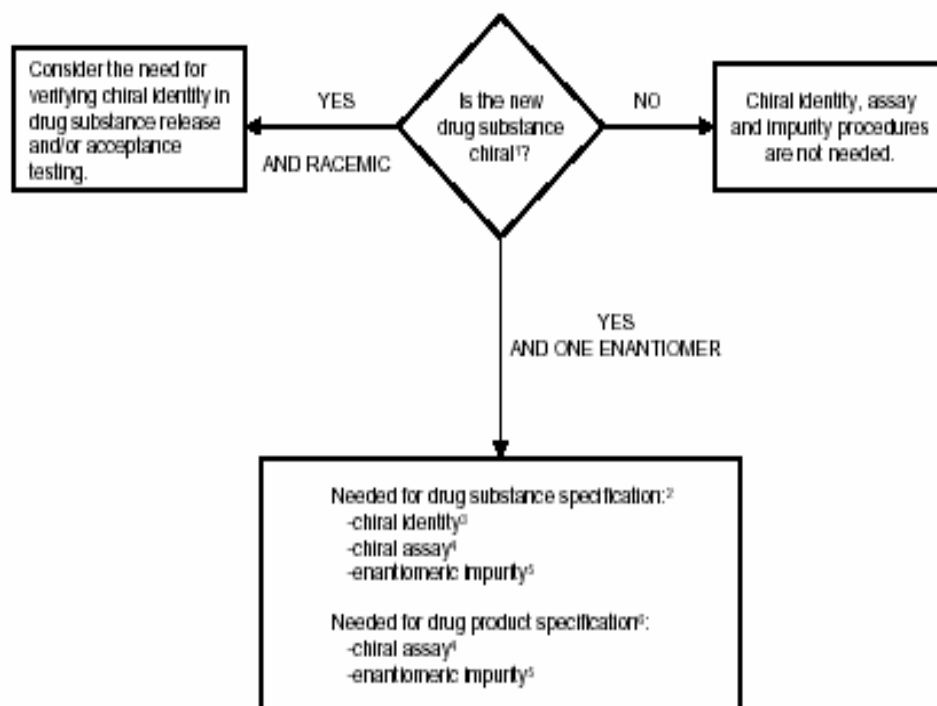 Consider the need for
verifying chiral identity in
drug substance release
and/or acceptance
testing.
YES
AND RACEMIC
Is the new
drug substance
chiral¹?
NO
Chiral identity, assay
and impurity procedures
are not needed.
YES
AND ONE ENANTIOMER
Needed for drug substance specification:²
-chiral identity³
-chiral assay⁴
-enantiomeric impurity⁵
Needed for drug product specification⁶:
-chiral assay⁴
-enantiomeric impurity⁵